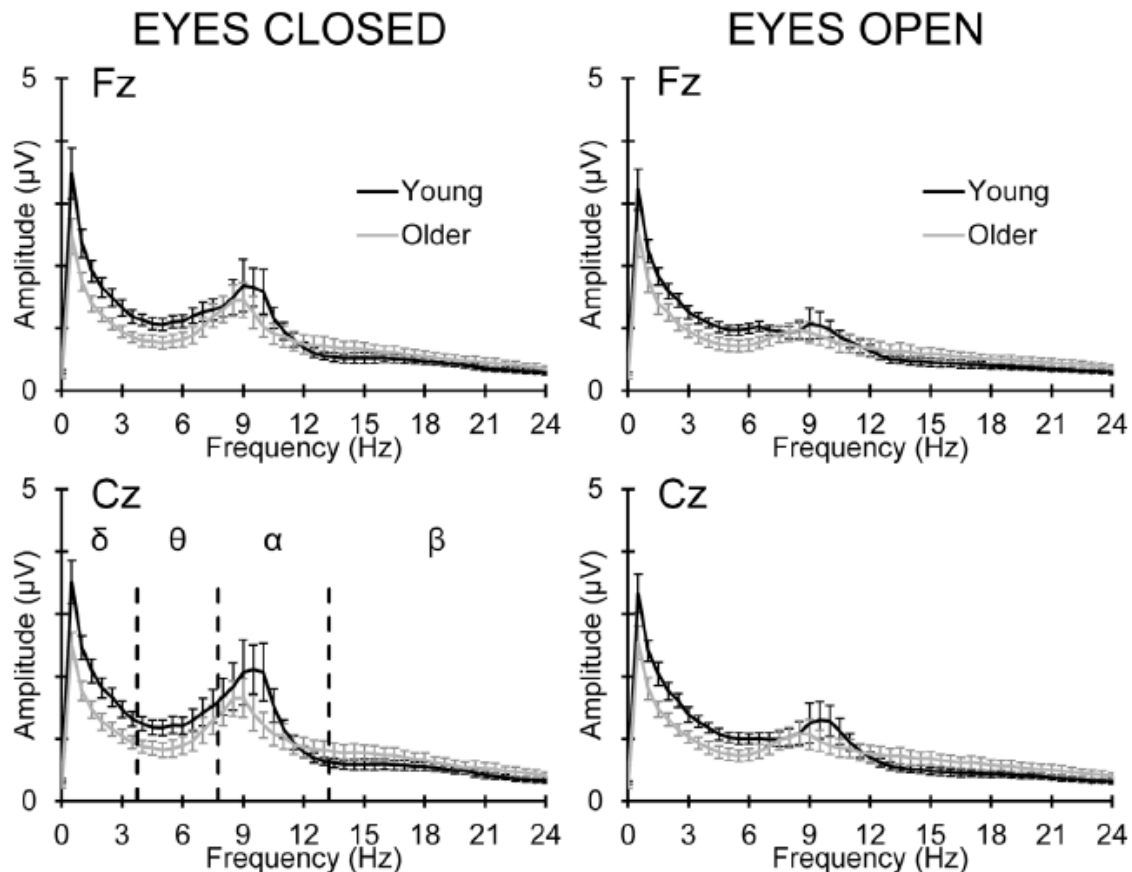 EYES CLOSED
EYES OPEN
5
Fz
Amplitude (μV)
Young
Older
0
0 3 6 9 12 15 18 21 24
Frequency (Hz)
5
Fz
Amplitude (μV)
Young
Older
0
0 3 6 9 12 15 18 21 24
Frequency (Hz)
5
Cz
δ θ α β
Amplitude (μV)
0
0 3 6 9 12 15 18 21 24
Frequency (Hz)
5
Cz
Amplitude (μV)
0
0 3 6 9 12 15 18 21 24
Frequency (Hz)